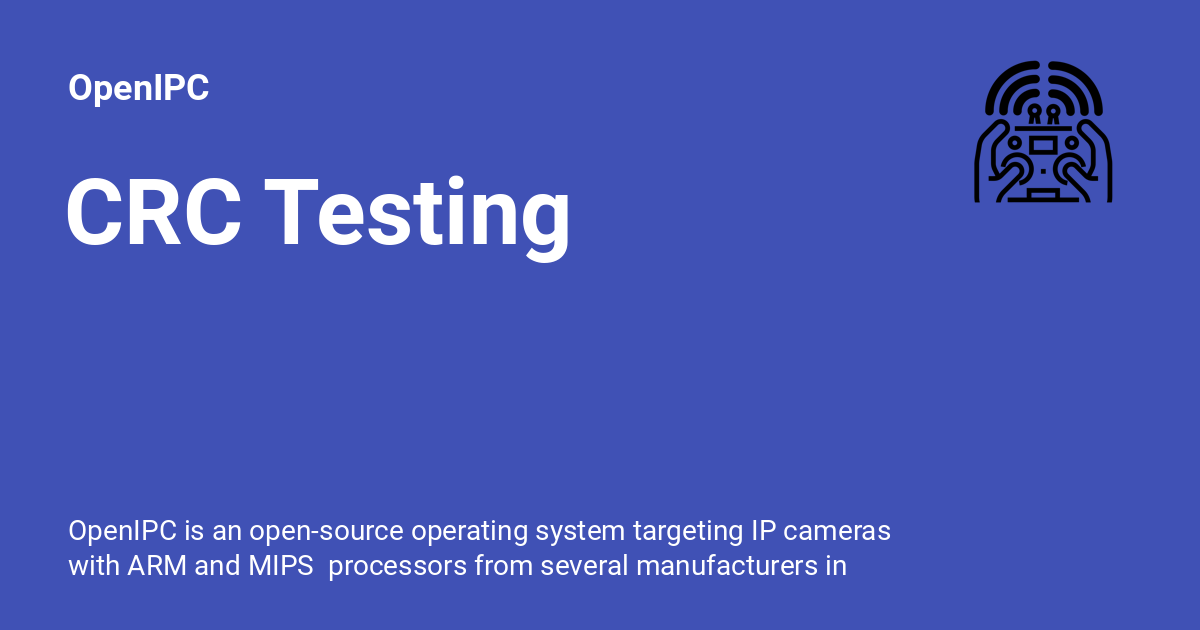 OpenIPC
CRC Testing
OpenIPC is an open-source operating system targeting IP cameras
with ARM and MIPS  processors from several manufacturers in